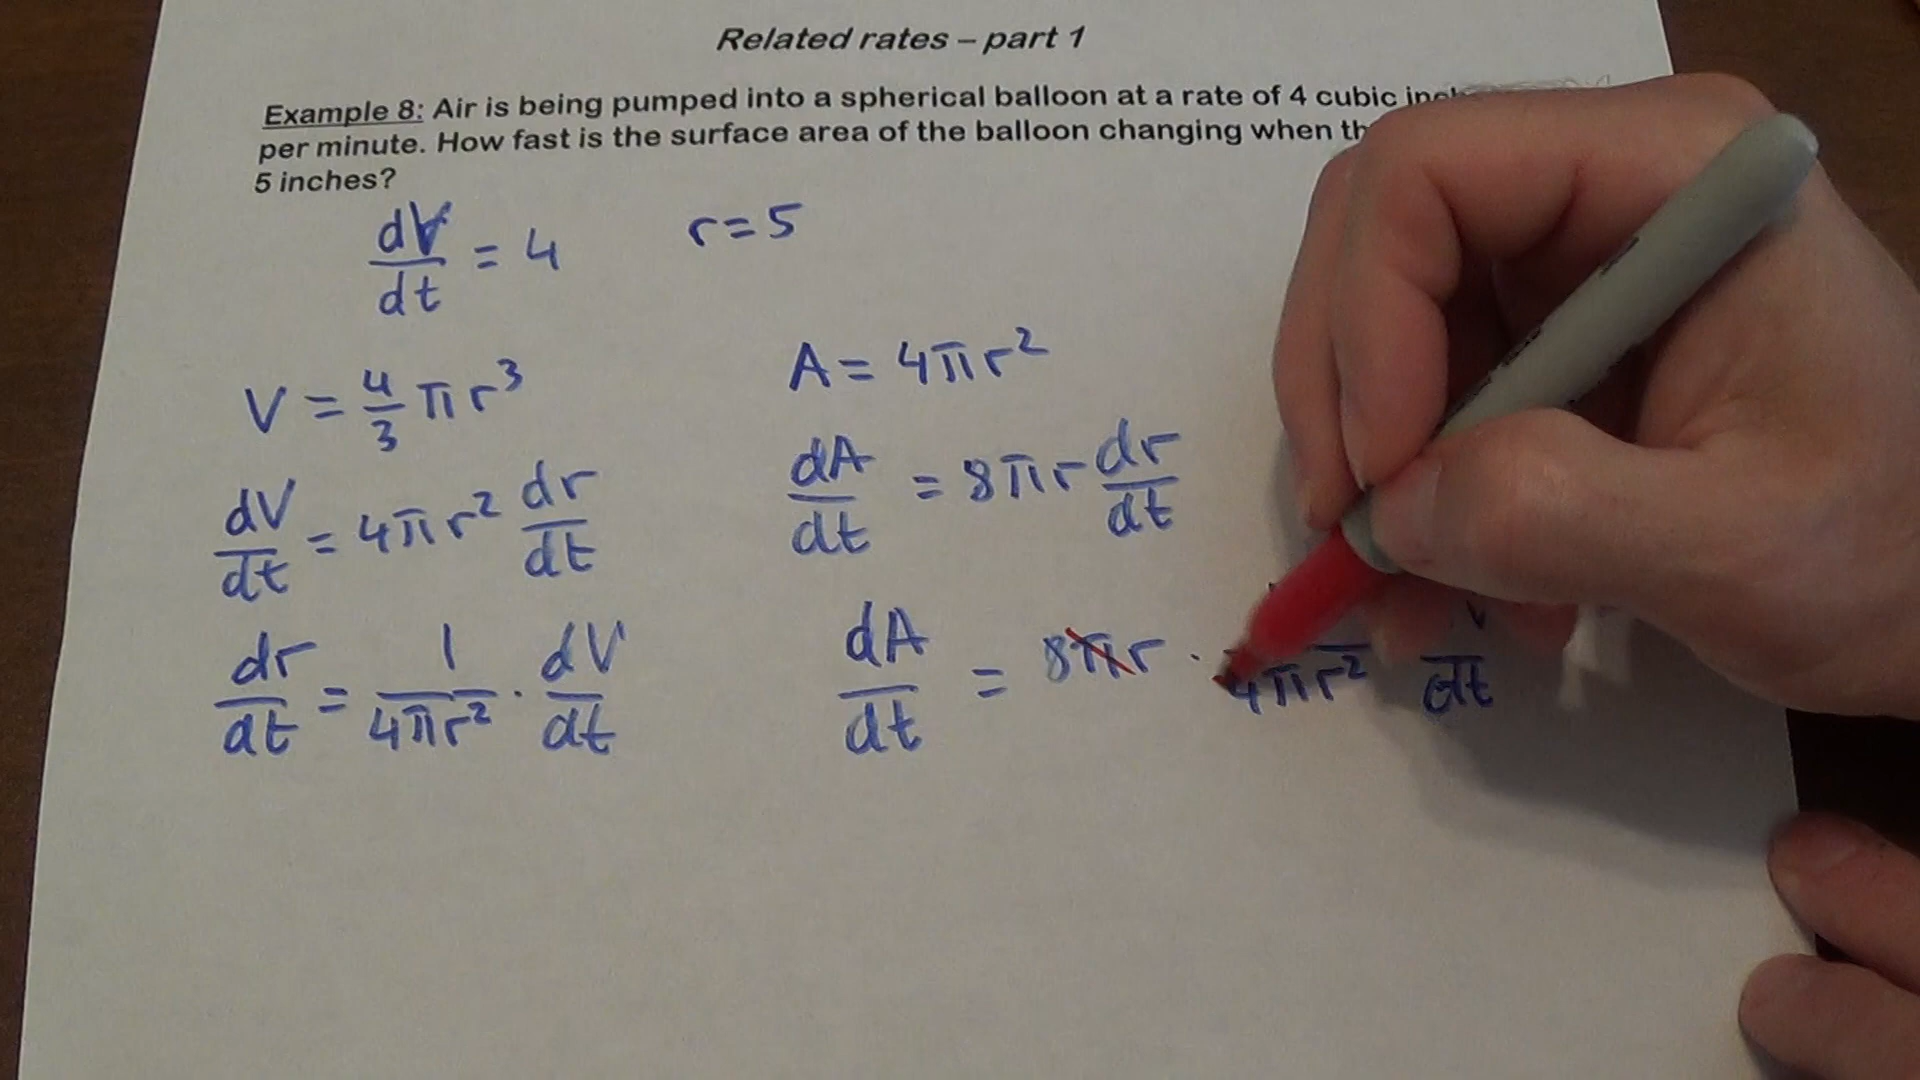 Related rates – part 1
Example 8: Air is being pumped into a spherical balloon at a rate of 4 cubic
per minute. How fast is the surface area of the balloon changing when
5 inches?
dV/dt = 4
r = 5
V = 4/3 πr³
A = 4πr²
dV/dt = 4πr² dr/dt
dA/dt = 8πr dr/dt
dr/dt = 1/4πr² · dV/dt
dA/dt = 8πr · /4πr² /dt